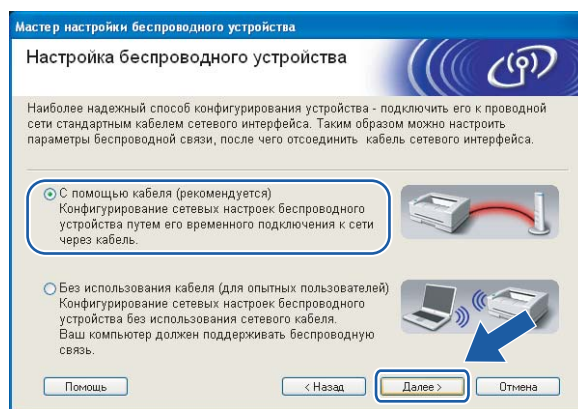 Мастер настройки беспроводного устройства
Настройка беспроводного устройства
Наиболее надежный способ конфигурирования устройства - подключить его к проводной
сети стандартным кабелем сетевого интерфейса. Таким образом можно настроить
параметры беспроводной связи, после чего отсоединить кабель сетевого интерфейса.
С помощью кабеля (рекомендуется)
Конфигурирование сетевых настроек беспроводного
устройства путем его временного подключения к сети
через кабель.
Без использования кабеля (для опытных пользователей)
Конфигурирование сетевых настроек беспроводного
устройства без использования сетевого кабеля.
Ваш компьютер должен поддерживать беспроводную
связь.
Помощь
< Назад
Далее >
Отмена